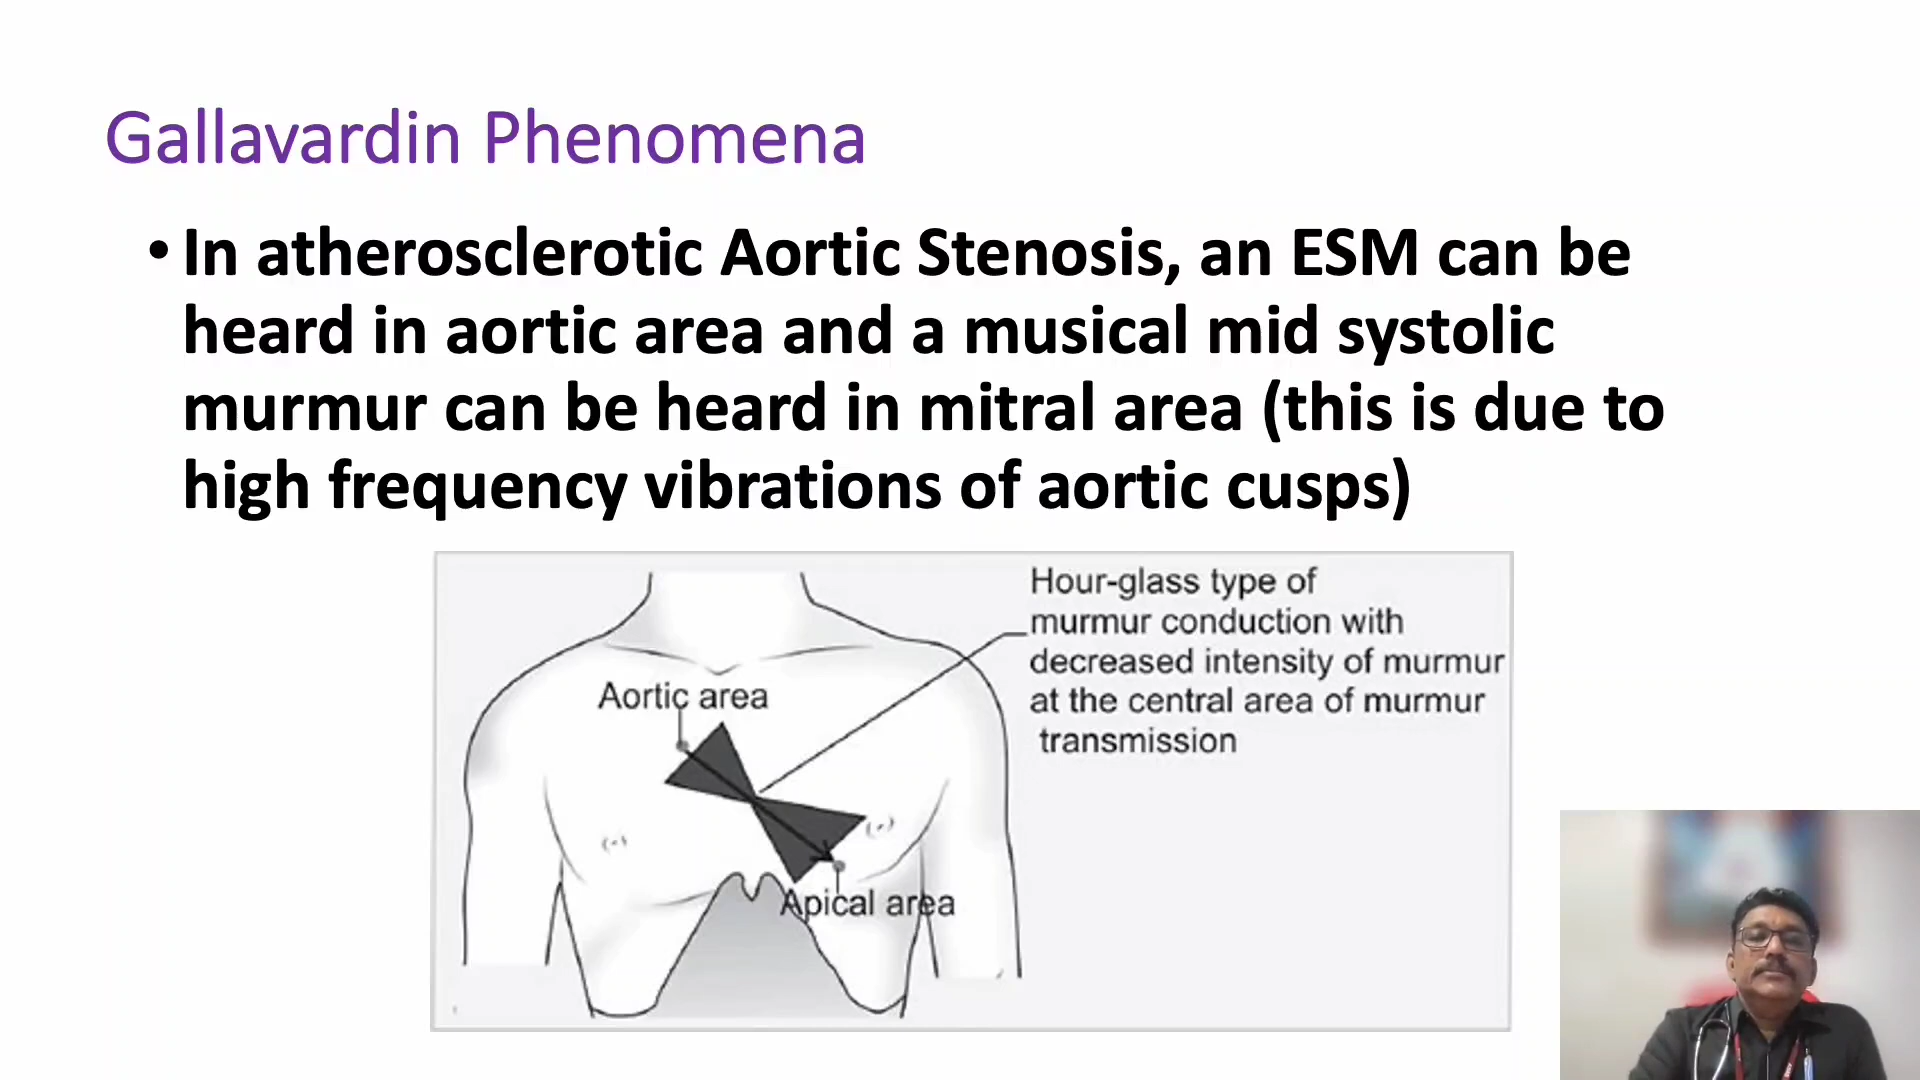 Gallavardin Phenomena
• In atherosclerotic Aortic Stenosis, an ESM can be
heard in aortic area and a musical mid systolic
murmur can be heard in mitral area (this is due to
high frequency vibrations of aortic cusps)
Hour-glass type of
murmur conduction with
decreased intensity of murmur
at the central area of murmur
transmission
Aortic area
Apical area